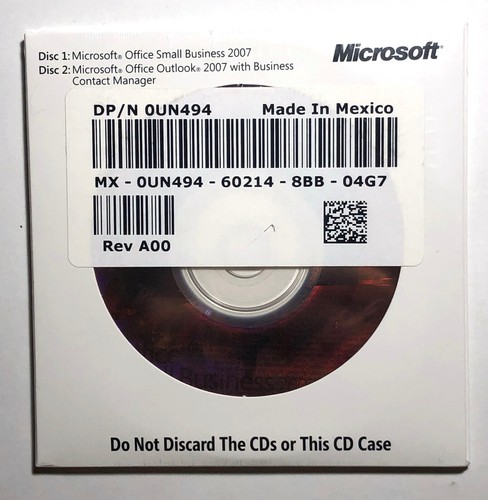 Disc 1: Microsoft® Office Small Business 2007
Disc 2: Microsoft® Office Outlook® 2007 with Business
Contact Manager
Microsoft®
DP/N 0UN494 Made In Mexico
MX - 0UN494 - 60214 - 8BB - 04G7
Rev A00
Business
Do Not Discard The CDs or This CD Case